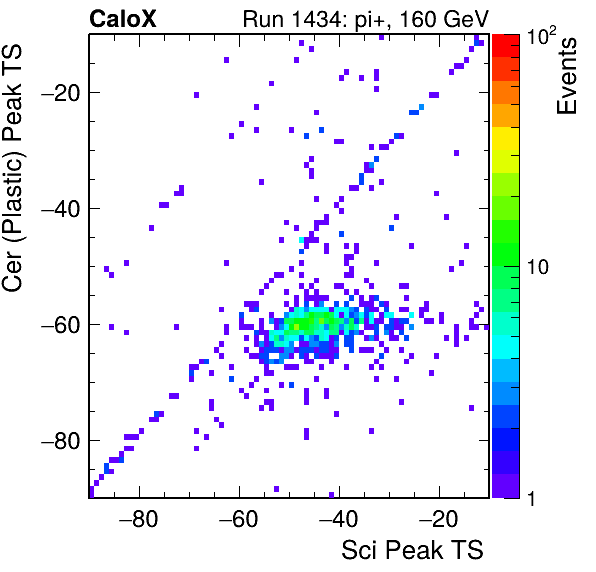 CaloX Run 1434: pi+, 160 GeV
Cer (Plastic) Peak TS
−20
−40
−60
−80
−80 −60 −40 −20
Sci Peak TS
10²
10
1
Events